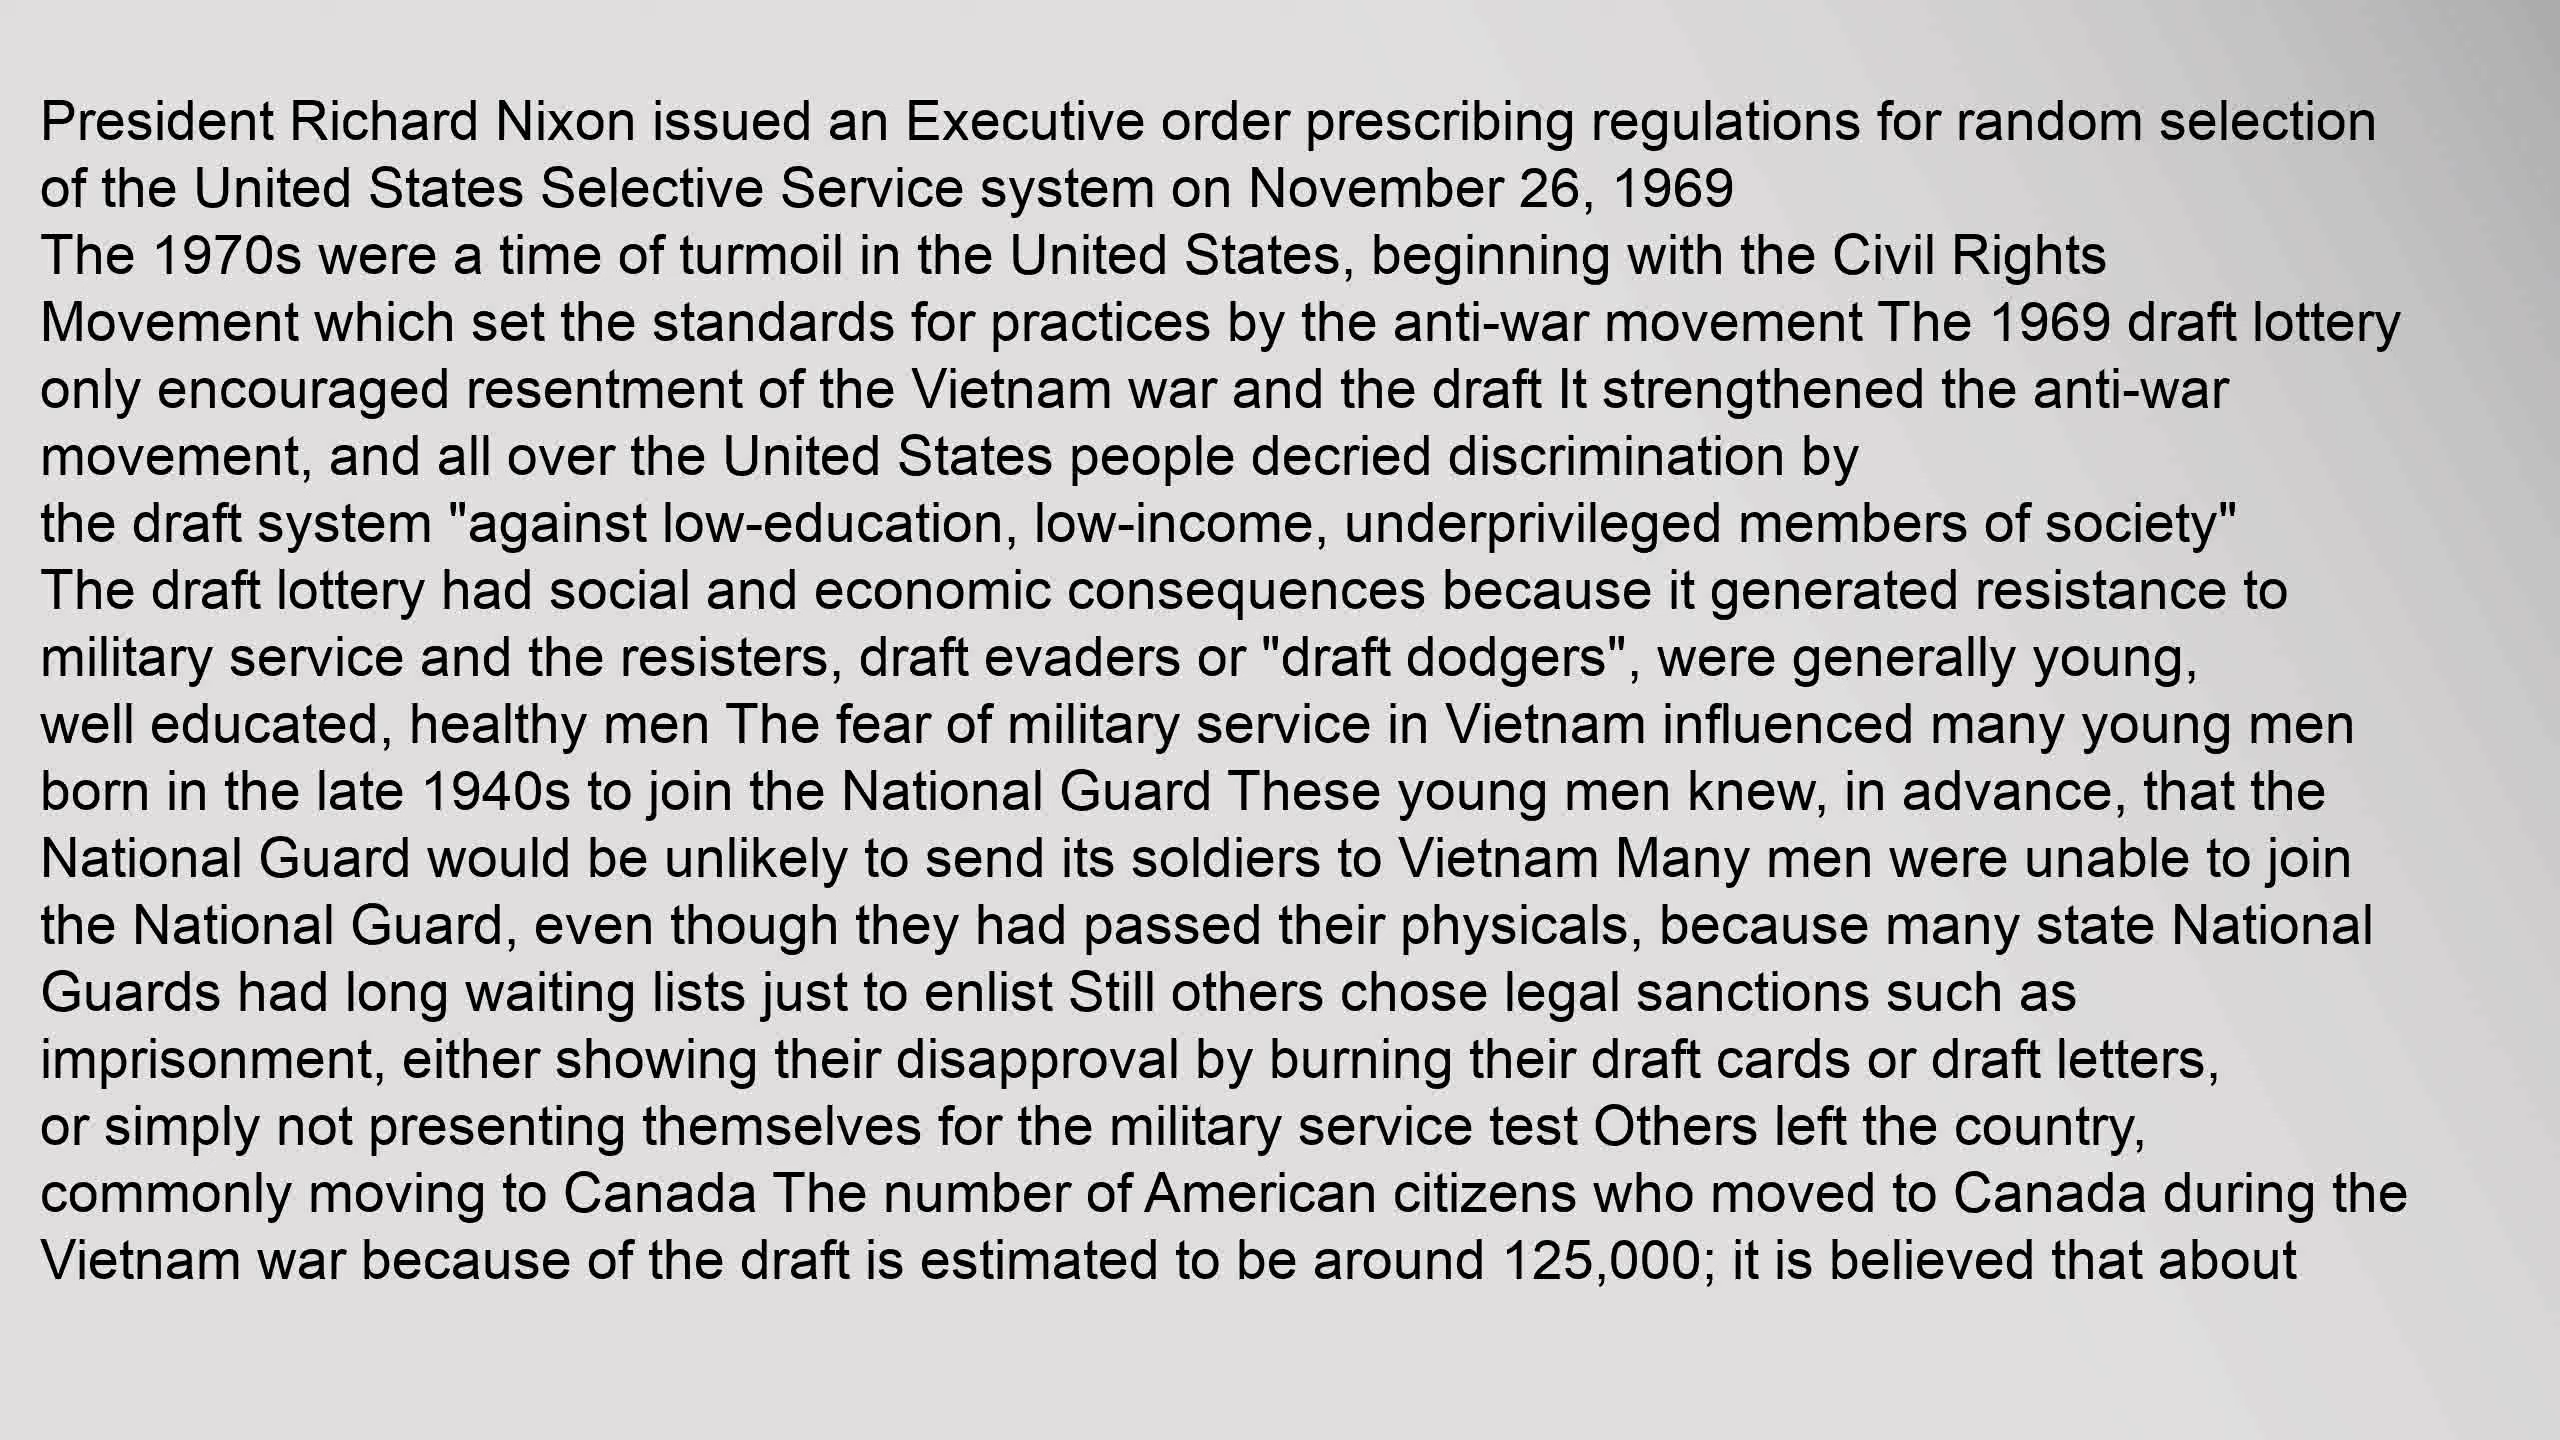 President Richard Nixon issued an Executive order prescribing regulations for random selection
of the United States Selective Service system on November 26, 1969
The 1970s were a time of turmoil in the United States, beginning with the Civil Rights
Movement which set the standards for practices by the anti-war movement The 1969 draft lottery
only encouraged resentment of the Vietnam war and the draft It strengthened the anti-war
movement, and all over the United States people decried discrimination by
the draft system "against low-education, low-income, underprivileged members of society"
The draft lottery had social and economic consequences because it generated resistance to
military service and the resisters, draft evaders or "draft dodgers", were generally young,
well educated, healthy men The fear of military service in Vietnam influenced many young men
born in the late 1940s to join the National Guard These young men knew, in advance, that the
National Guard would be unlikely to send its soldiers to Vietnam Many men were unable to join
the National Guard, even though they had passed their physicals, because many state National
Guards had long waiting lists just to enlist Still others chose legal sanctions such as
imprisonment, either showing their disapproval by burning their draft cards or draft letters,
or simply not presenting themselves for the military service test Others left the country,
commonly moving to Canada The number of American citizens who moved to Canada during the
Vietnam war because of the draft is estimated to be around 125,000; it is believed that about